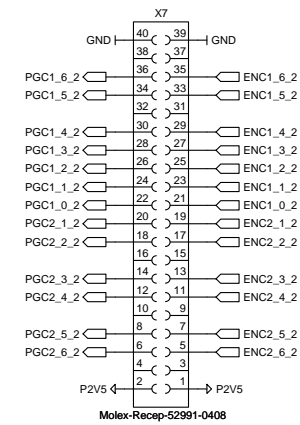 X7
GND 40 39 GND
38 37
PGC1_6_2 36 35 ENC1_6_2
PGC1_5_2 34 33 ENC1_5_2
32 31
PGC1_4_2 30 29 ENC1_4_2
PGC1_3_2 28 27 ENC1_3_2
PGC1_2_2 26 25 ENC1_2_2
PGC1_1_2 24 23 ENC1_1_2
PGC1_0_2 22 21 ENC1_0_2
PGC2_1_2 20 19 ENC2_1_2
PGC2_2_2 18 17 ENC2_2_2
16 15
PGC2_3_2 14 13 ENC2_3_2
PGC2_4_2 12 11 ENC2_4_2
10 9
PGC2_5_2 8 7 ENC2_5_2
PGC2_6_2 6 5 ENC2_6_2
4 3
P2V5 2 1 P2V5
Molex-Recep-52991-0408